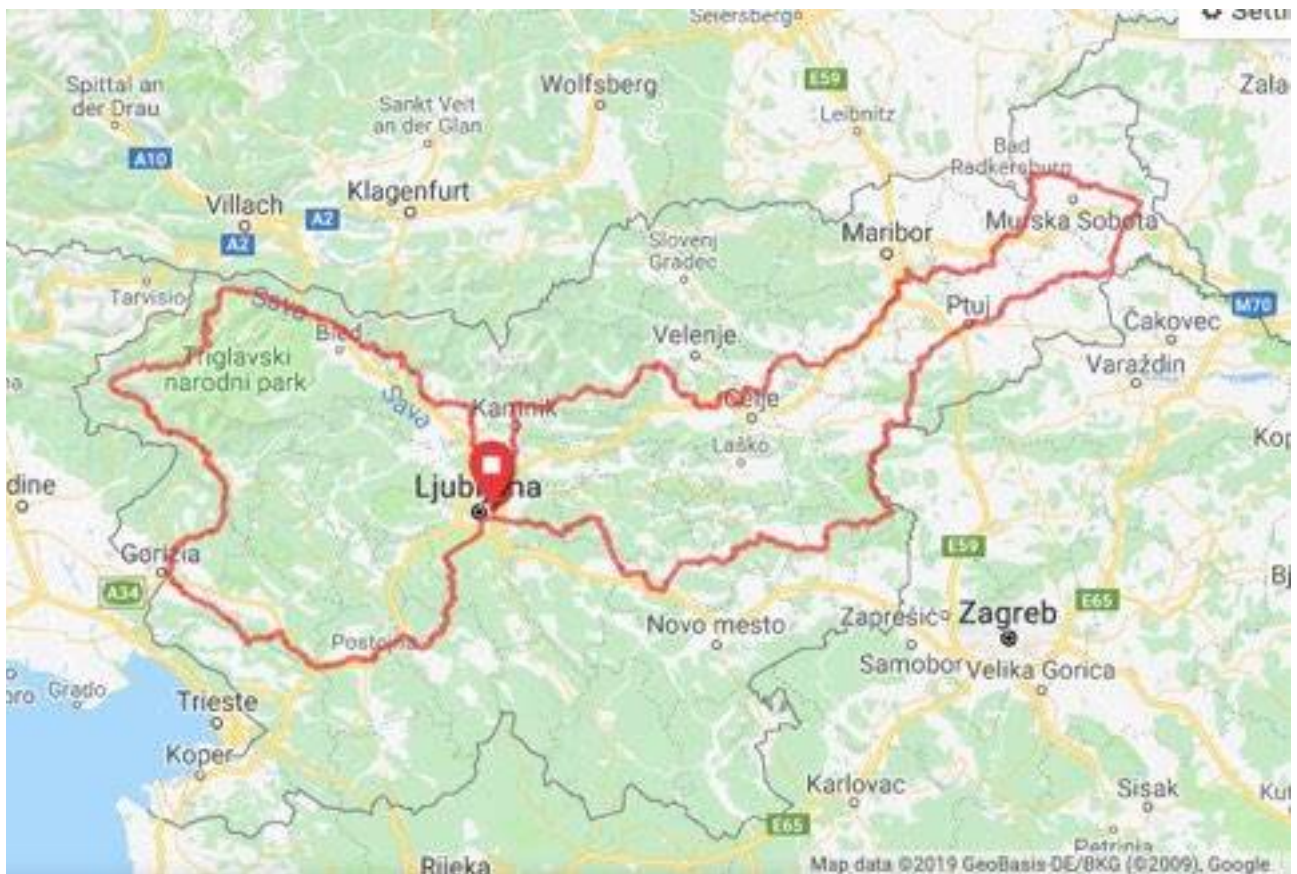 Seiersberg
Spittal an
der Drau
Wolfsberg
E59
Zala
Sankt Veit
an der Glan
Leibnitz
A10
Bad
Radkersburg
Klagenfurt
Villach
A2
A2
Murska Sobota
Maribor
Slovenj
Gradec
Tarvisio
Sava
Ptuj
M70
Bled
Velenje
Čakovec
Triglavski
narodni park
Varaždin
Sava
Kamnik
Celje
Laško
Ljubljana
dine
E59
Gorizia
A34
E65
Novo mesto
Zaprešić
Zagreb
Postojna
Samobor
Velika Gorica
Grado
Trieste
Koper
Karlovac
Sisak
E65
Petrinja
Rijeka
Map data ©2019 GeoBasis-DE/BKG (©2009), Google